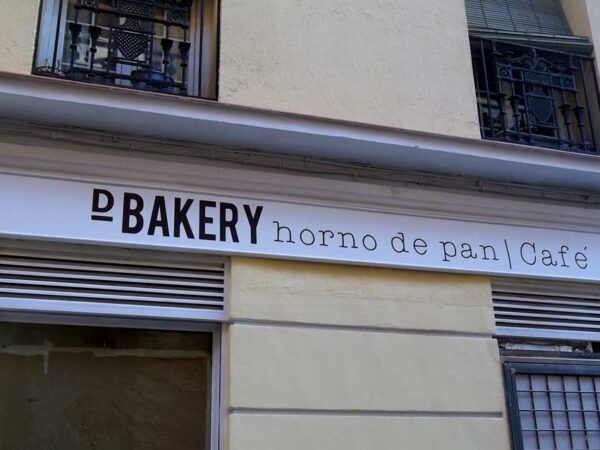 D BAKERY horno de pan | Café